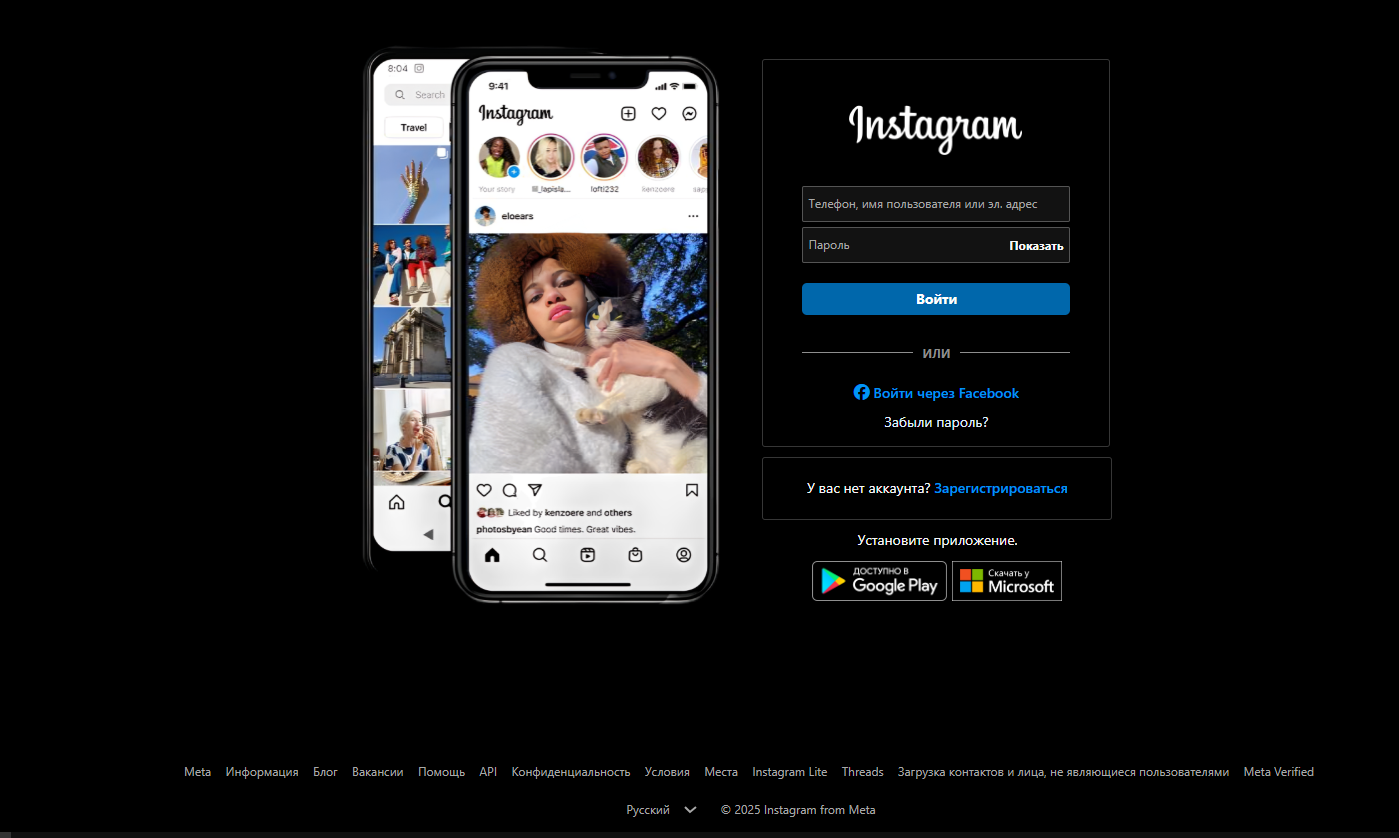 8:04
Search
Travel
9:41
Instagram
Your story
lil_lapisla...
lofti232
kenzoere
eloears
Liked by kenzoere and others
photosbyean Good times. Great vibes.
Instagram
Телефон, имя пользователя или эл. адрес
Пароль
Показать
Войти
ИЛИ
Войти через Facebook
Забыли пароль?
У вас нет аккаунта? Зарегистрироваться
Установите приложение.
ДОСТУПНО В
Google Play
Скачать у
Microsoft
Meta Информация Блог Вакансии Помощь API Конфиденциальность Условия Места Instagram Lite Threads Загрузка контактов и лица, не являющиеся пользователями Meta Verified
Русский © 2025 Instagram from Meta